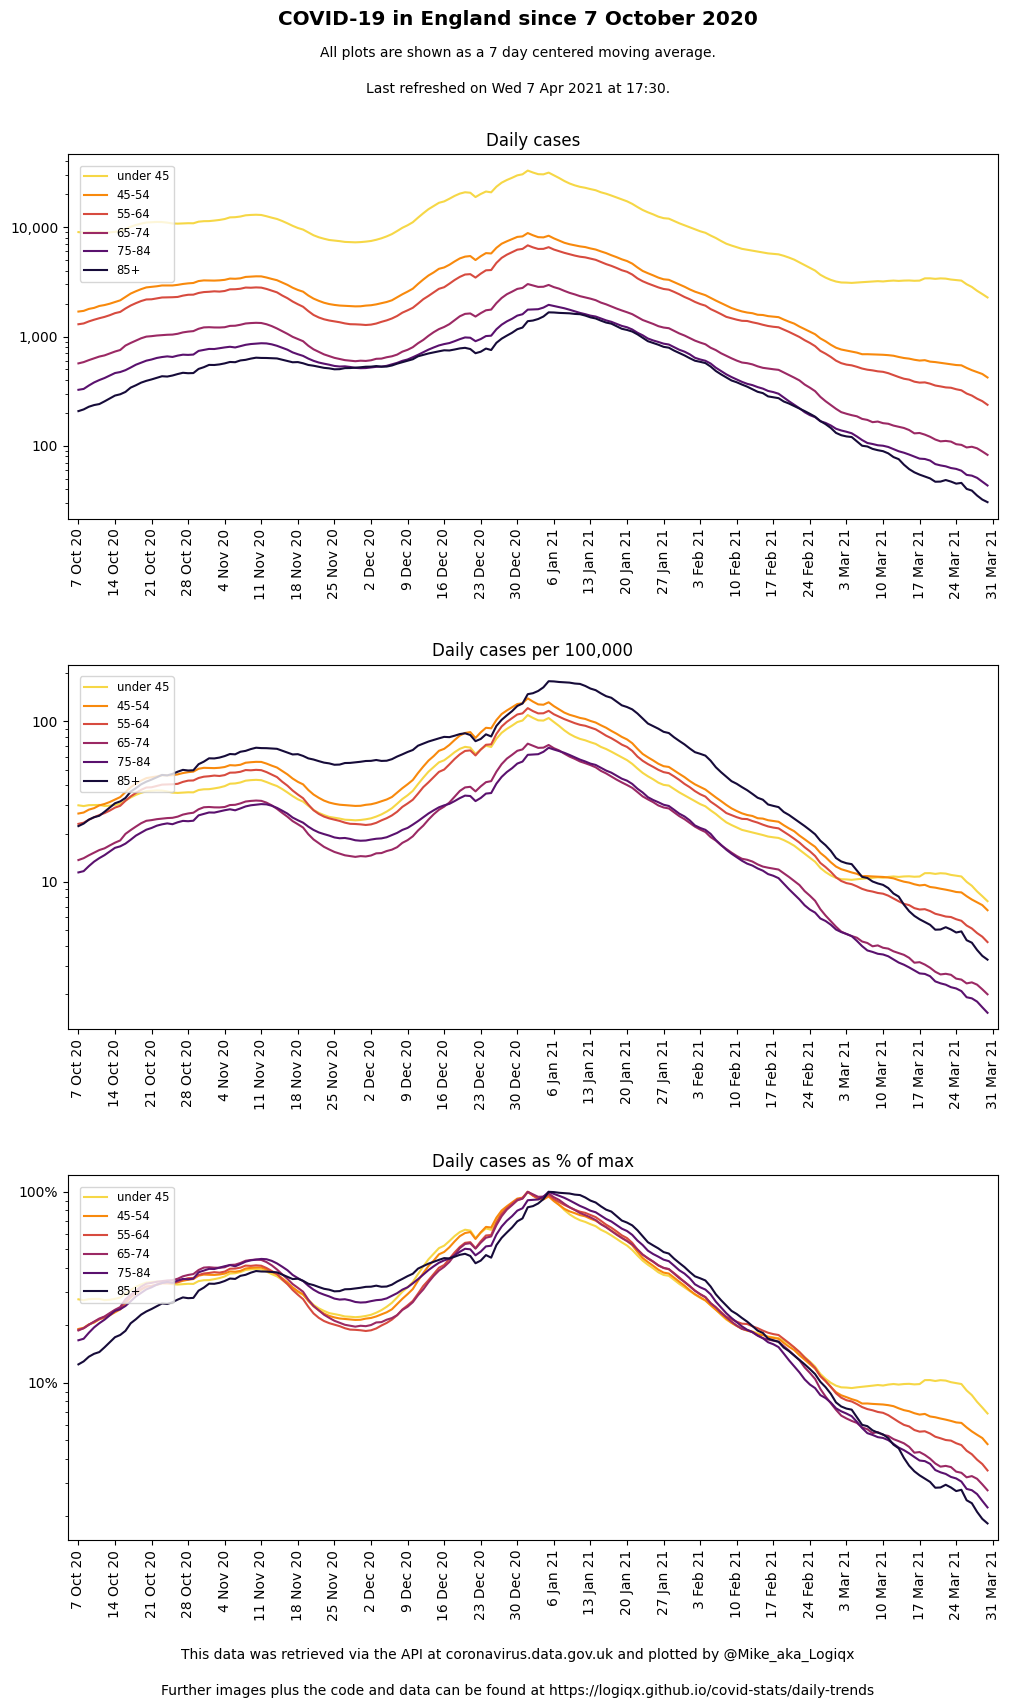 COVID-19 in England since 7 October 2020
All plots are shown as a 7 day centered moving average.
Last refreshed on Wed 7 Apr 2021 at 17:30.
Daily cases
under 45
45-54
55-64
65-74
75-84
85+
10,000
1,000
100
7 Oct 20
14 Oct 20
21 Oct 20
28 Oct 20
4 Nov 20
11 Nov 20
18 Nov 20
25 Nov 20
2 Dec 20
9 Dec 20
16 Dec 20
23 Dec 20
30 Dec 20
6 Jan 21
13 Jan 21
20 Jan 21
27 Jan 21
3 Feb 21
10 Feb 21
17 Feb 21
24 Feb 21
3 Mar 21
10 Mar 21
17 Mar 21
24 Mar 21
31 Mar 21
Daily cases per 100,000
under 45
45-54
55-64
65-74
75-84
85+
100
10
7 Oct 20
14 Oct 20
21 Oct 20
28 Oct 20
4 Nov 20
11 Nov 20
18 Nov 20
25 Nov 20
2 Dec 20
9 Dec 20
16 Dec 20
23 Dec 20
30 Dec 20
6 Jan 21
13 Jan 21
20 Jan 21
27 Jan 21
3 Feb 21
10 Feb 21
17 Feb 21
24 Feb 21
3 Mar 21
10 Mar 21
17 Mar 21
24 Mar 21
31 Mar 21
Daily cases as % of max
under 45
45-54
55-64
65-74
75-84
85+
100%
10%
7 Oct 20
14 Oct 20
21 Oct 20
28 Oct 20
4 Nov 20
11 Nov 20
18 Nov 20
25 Nov 20
2 Dec 20
9 Dec 20
16 Dec 20
23 Dec 20
30 Dec 20
6 Jan 21
13 Jan 21
20 Jan 21
27 Jan 21
3 Feb 21
10 Feb 21
17 Feb 21
24 Feb 21
3 Mar 21
10 Mar 21
17 Mar 21
24 Mar 21
31 Mar 21
This data was retrieved via the API at coronavirus.data.gov.uk and plotted by @Mike_aka_Logiqx
Further images plus the code and data can be found at https://logiqx.github.io/covid-stats/daily-trends